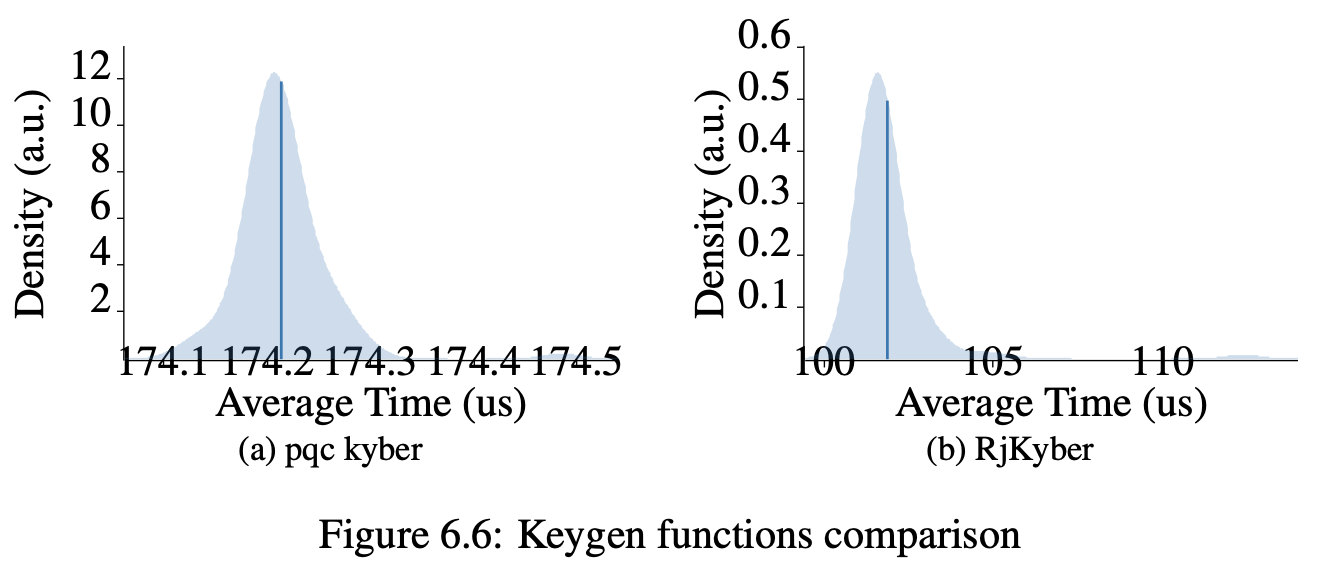 Density (a.u.)
12
10
8
6
4
2
174.1 174.2 174.3 174.4 174.5
Average Time (us)
(a) pqc kyber
Density (a.u.)
0.6
0.5
0.4
0.3
0.2
0.1
100 105 110
Average Time (us)
(b) RjKyber
Figure 6.6: Keygen functions comparison